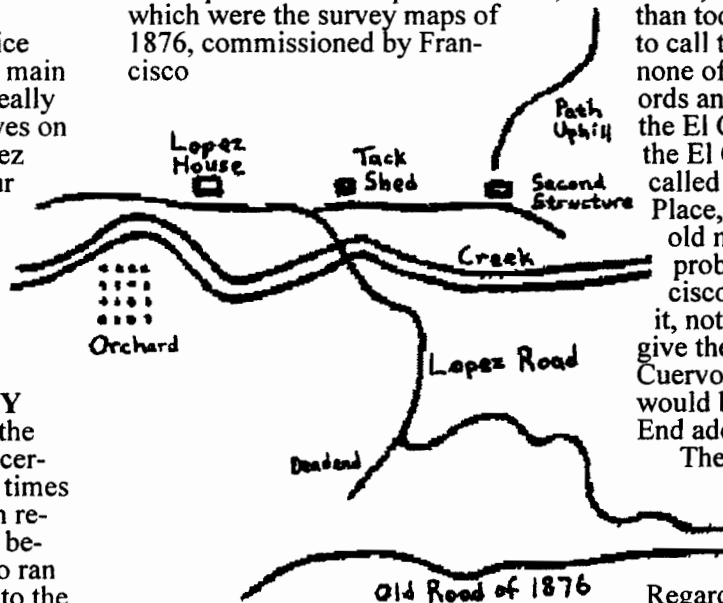 which were the survey maps of
1876, commissioned by Fran-
cisco
ice
main
eally
ves on
ez
Y
the
cer-
times
re-
be-
o ran
to the
Lopez
House
Tack
Shed
Path
Uphill
Second
Structure
Creek
Orchard
Lopez Road
Deadend
Old Road of 1876
than
to call
none of
ords an
the El
the El
called
Place,
old
prob
cisco
it, not
give the
Cuervo
would
End add
The
Regard